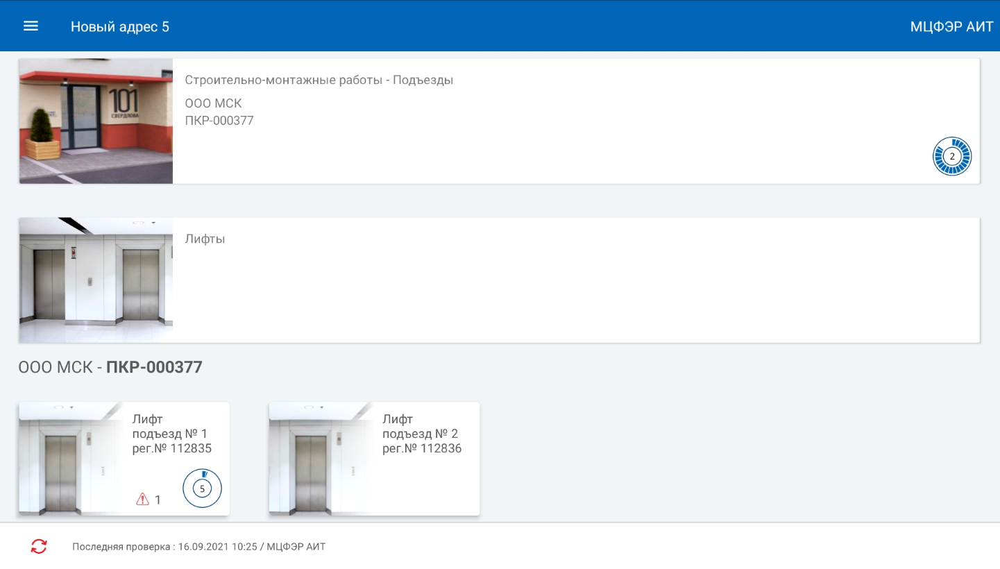 Новый адрес 5
МЦФЭР АИТ
101
СВЕРДЛОВА
Строительно-монтажные работы - Подъезды
ООО МСК
ПКР-000377
2
Лифты
ООО МСК - ПКР-000377
Лифт
подъезд № 1
рег.№ 112835
1
5
Лифт
подъезд № 2
рег.№ 112836
Последняя проверка : 16.09.2021 10:25 / МЦФЭР АИТ